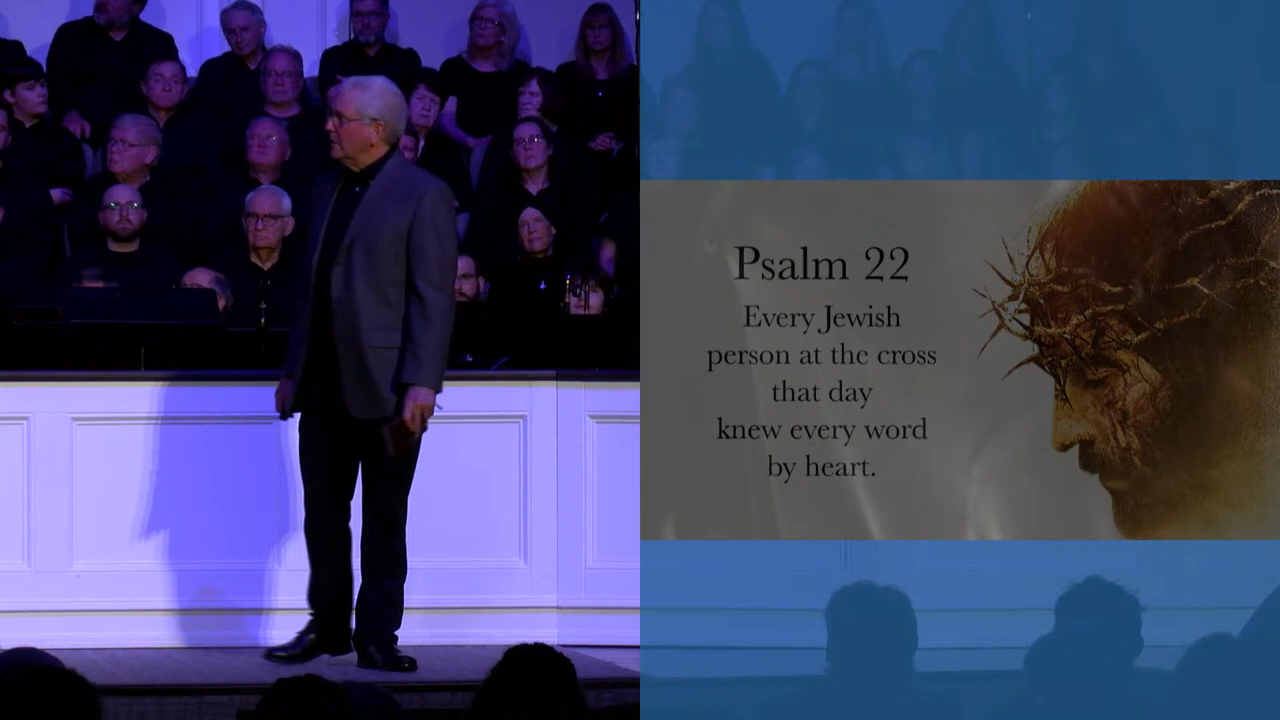 Psalm 22
Every Jewish
person at the cross
that day
knew every word
by heart.